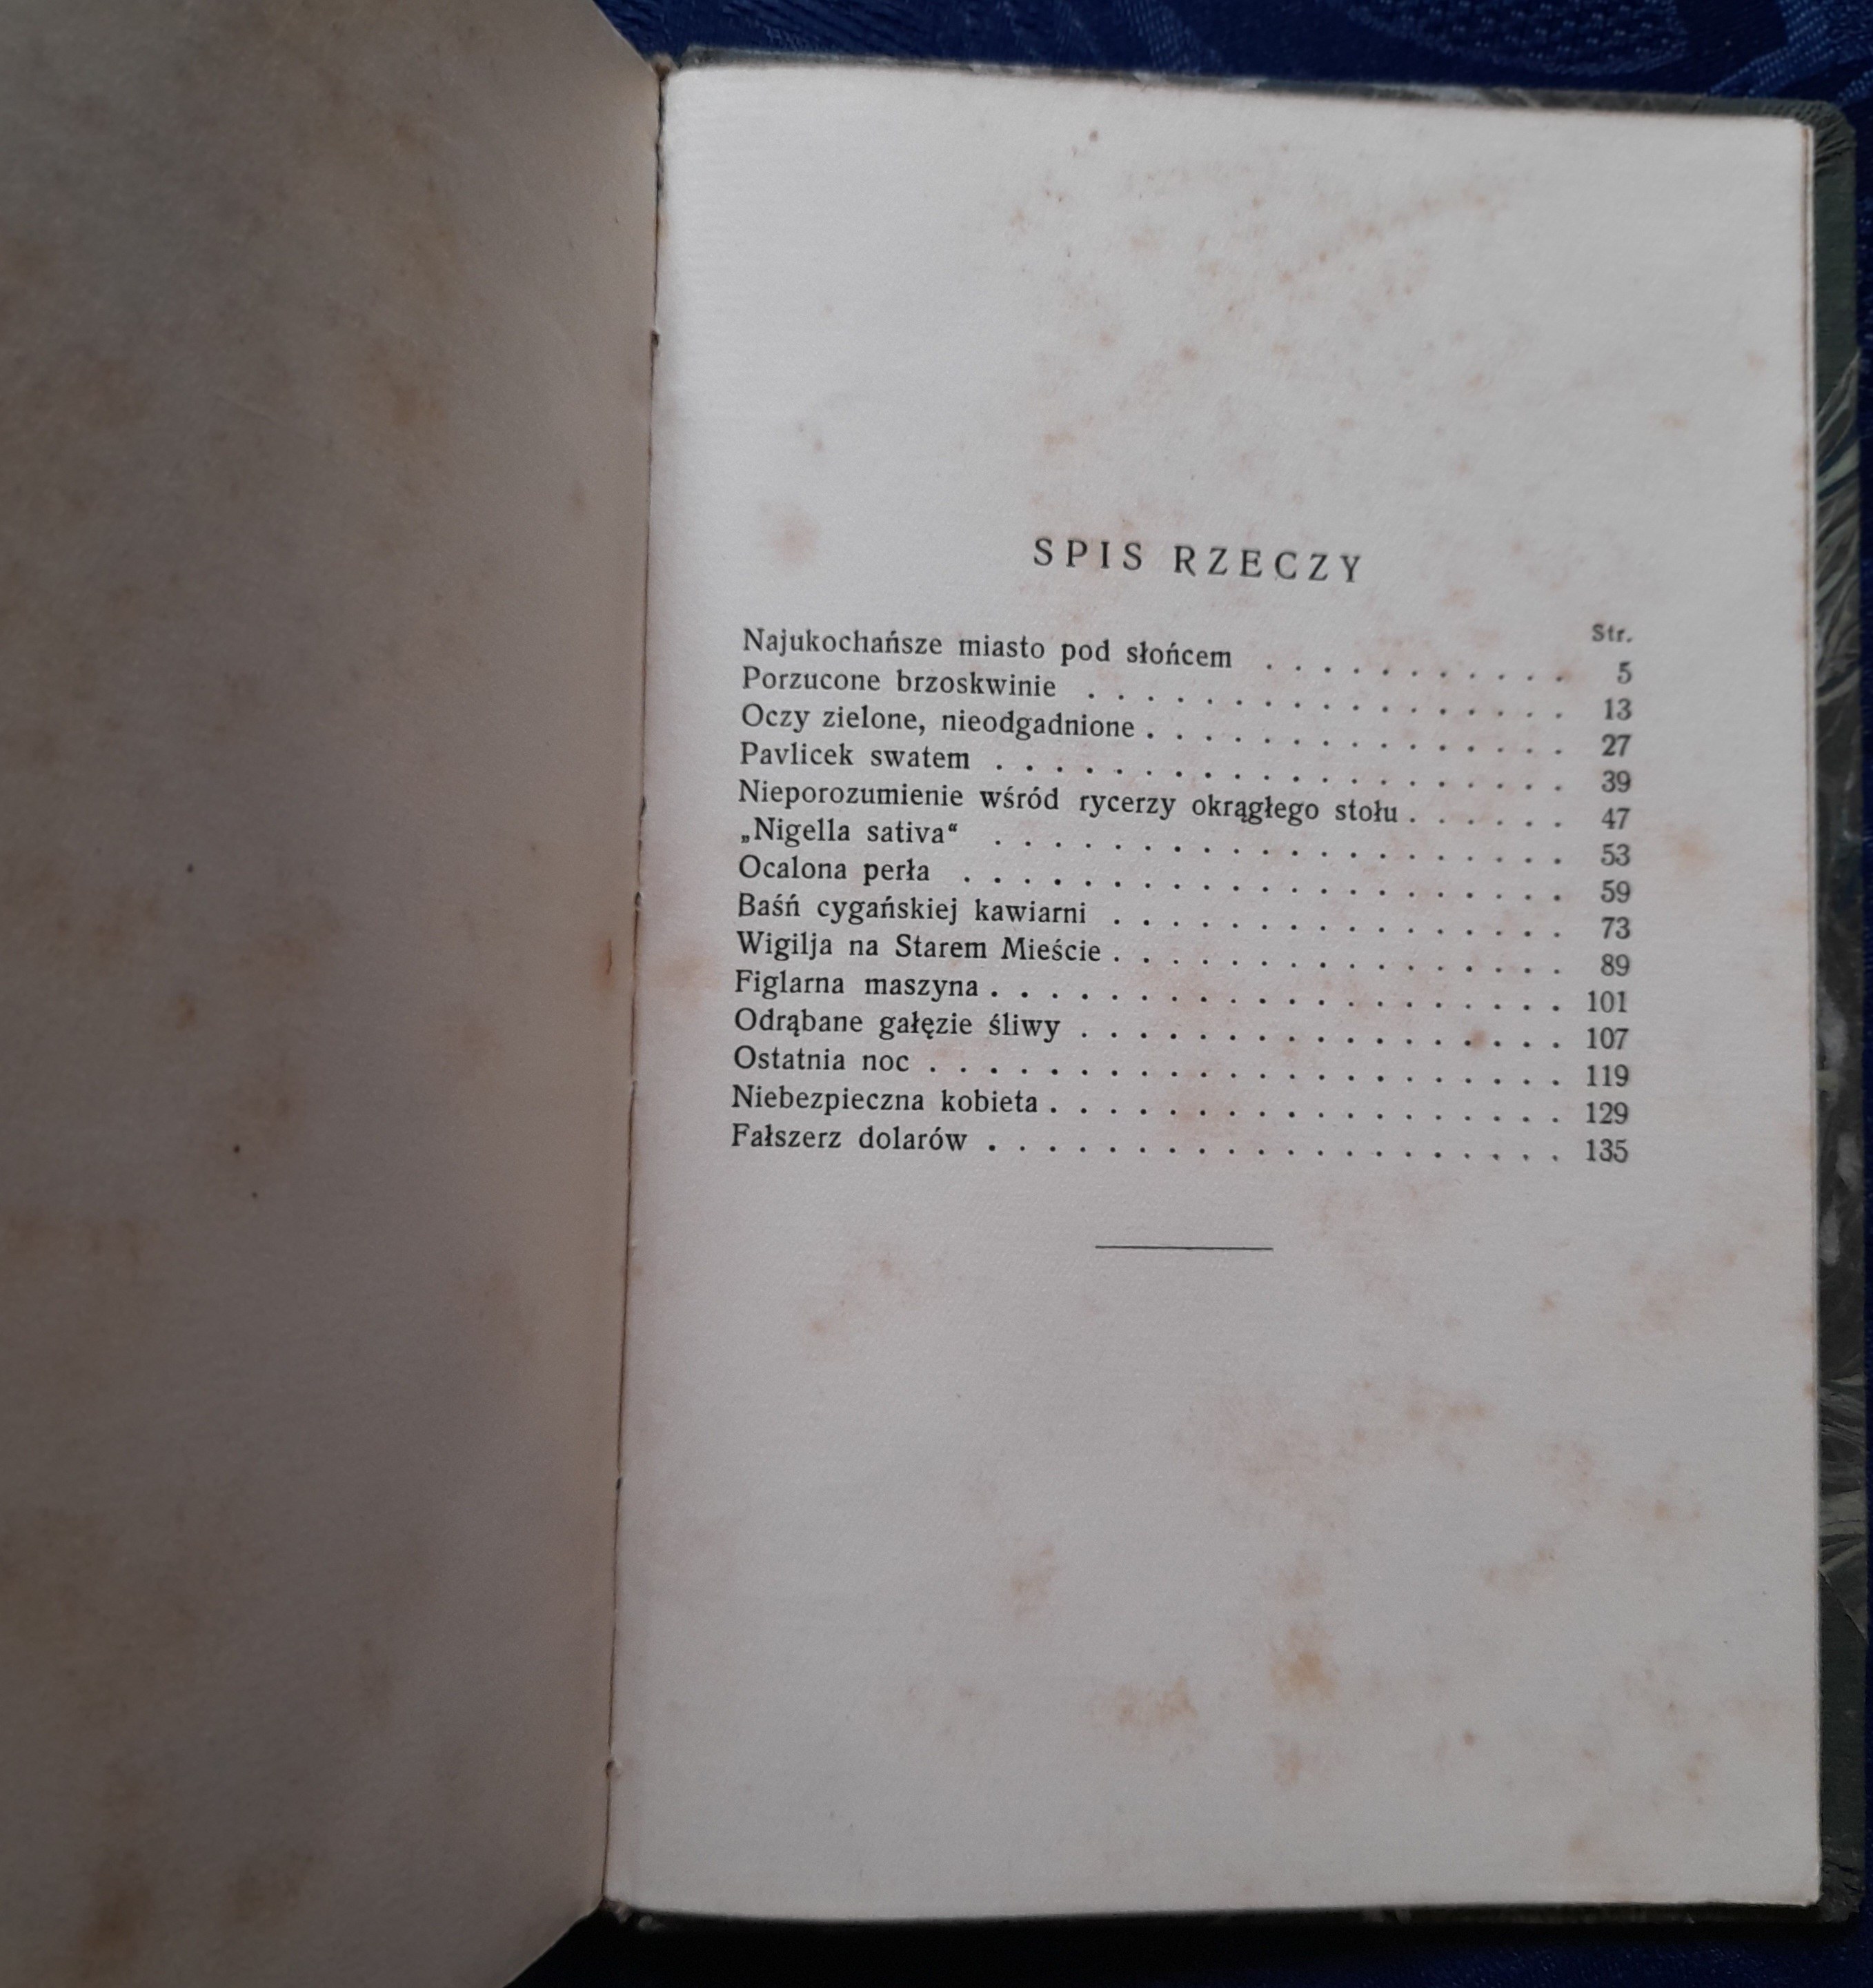 SPIS RZECZY
Str.
Najukochańsze miasto pod słońcem . . . . . . . . . . . 5
Porzucone brzoskwinie . . . . . . . . . . . . . . . . . 13
Oczy zielone, nieodgadnione . . . . . . . . . . . . . . . 27
Pavlicek swatem . . . . . . . . . . . . . . . . . . . . 39
Nieporozumienie wśród rycerzy okrągłego stołu . . . . . . 47
„Nigella sativa“ . . . . . . . . . . . . . . . . . . . . 53
Ocalona perła . . . . . . . . . . . . . . . . . . . . . 59
Baśń cygańskiej kawiarni . . . . . . . . . . . . . . . . 73
Wigilja na Starem Mieście . . . . . . . . . . . . . . . . 89
Figlarna maszyna . . . . . . . . . . . . . . . . . . . . 101
Odrąbane gałęzie śliwy . . . . . . . . . . . . . . . . . 107
Ostatnia noc . . . . . . . . . . . . . . . . . . . . . . 119
Niebezpieczna kobieta . . . . . . . . . . . . . . . . . . 129
Fałszerz dolarów . . . . . . . . . . . . . . . . . . . . 135